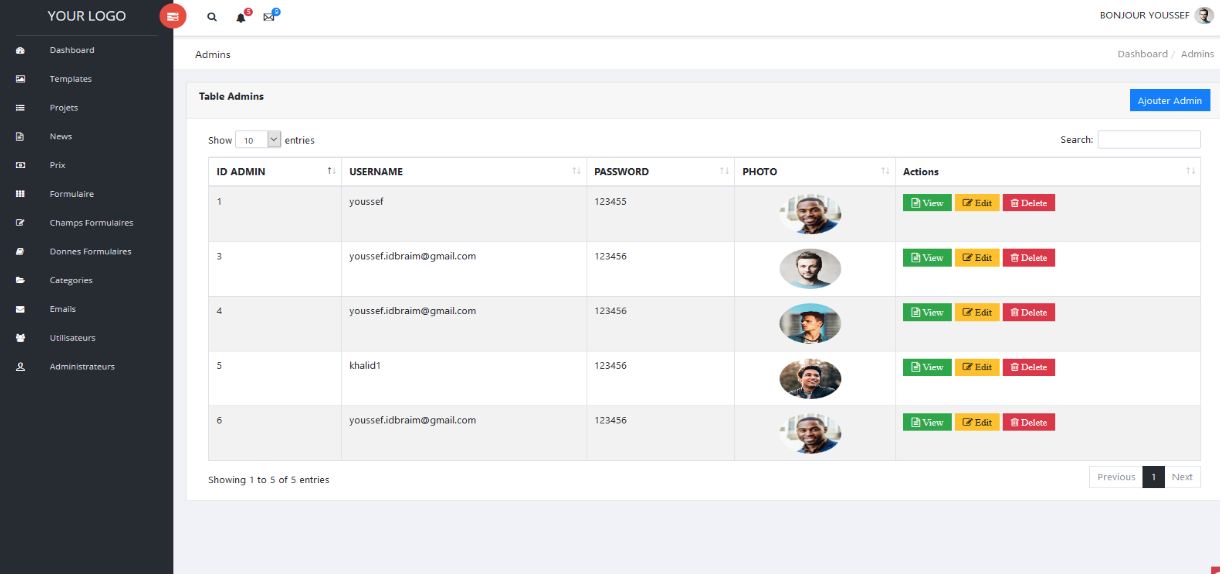 YOUR LOGO
5
0
BONJOUR YOUSSEF
Dashboard
Templates
Projets
News
Prix
Formulaire
Champs Formulaires
Donnes Formulaires
Categories
Emails
Utilisateurs
Administrateurs
Admins
Dashboard / Admins
Table Admins
Ajouter Admin
Show 10 entries
Search:
ID ADMIN USERNAME PASSWORD PHOTO Actions
1 youssef 123455 View Edit Delete
3 youssef.idbraim@gmail.com 123456 View Edit Delete
4 youssef.idbraim@gmail.com 123456 View Edit Delete
5 khalid1 123456 View Edit Delete
6 youssef.idbraim@gmail.com 123456 View Edit Delete
Showing 1 to 5 of 5 entries
Previous 1 Next